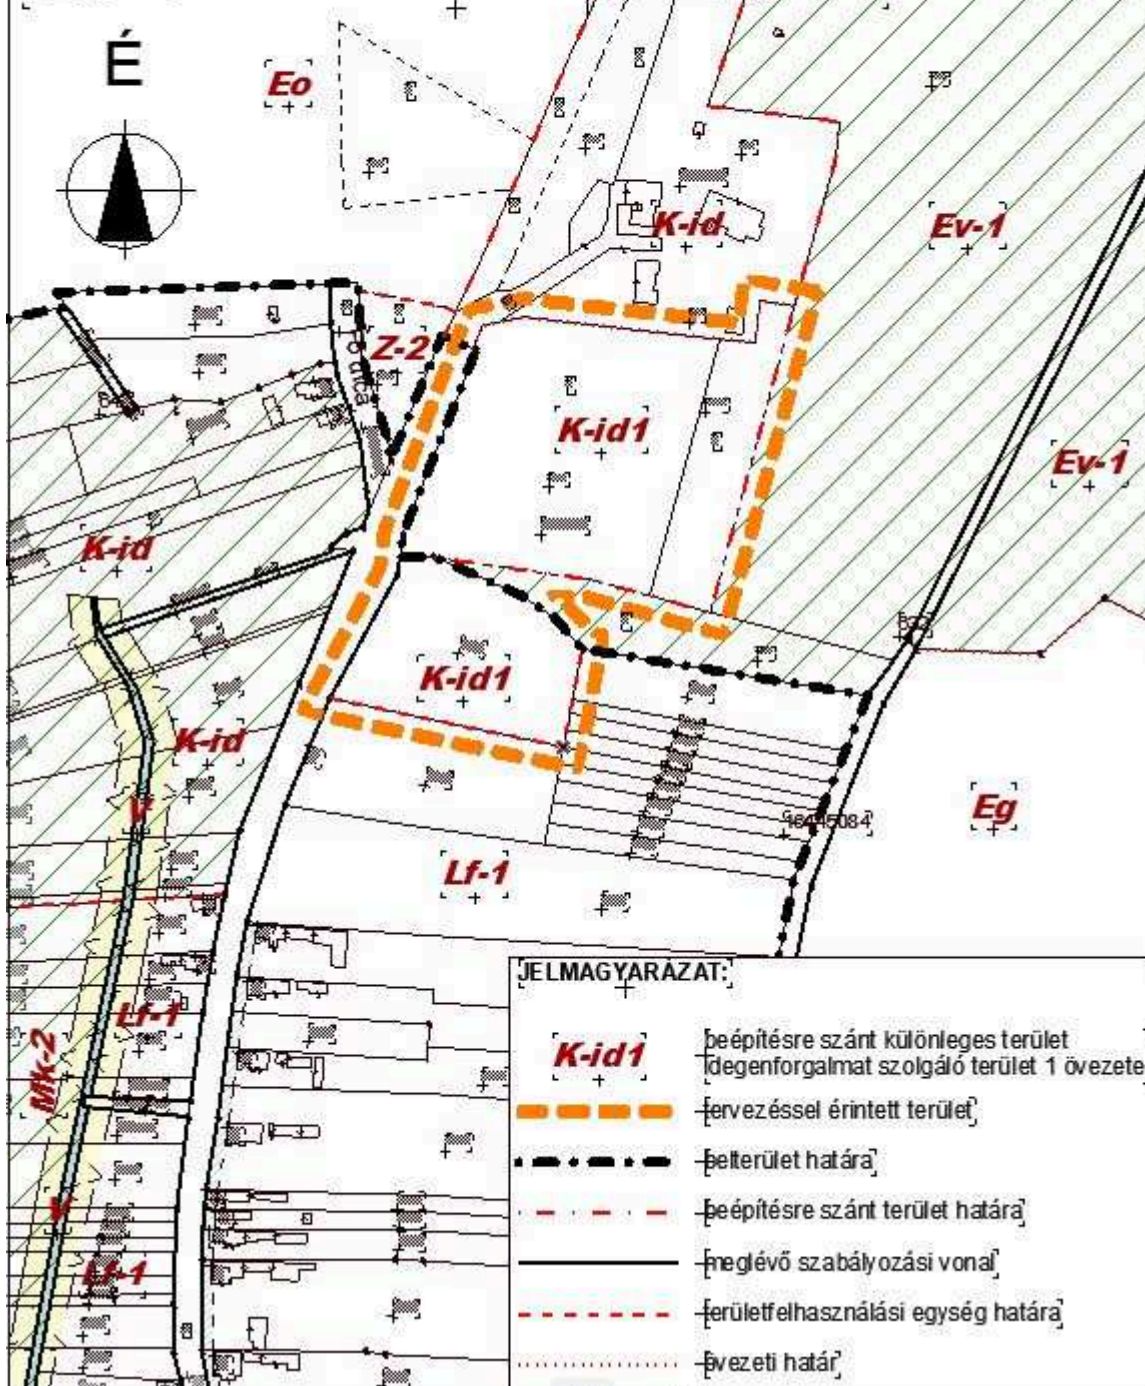 É
Eo
K-id
Ev-1
Z-2
utca
K-id1
Ev-1
K-id
K-id1
K-id
V
Eg
Lf-1
Lf-1
Mk-2
V
Lf-1
JELMAGYARÁZAT:
K-id1
beépítésre szánt különleges terület
idegenforgalmat szolgáló terület 1 övezete
tervezéssel érintett terület
belterület határa
beépítésre szánt terület határa
meglévő szabályozási vonal
területfelhasználási egység határa
övezeti határ